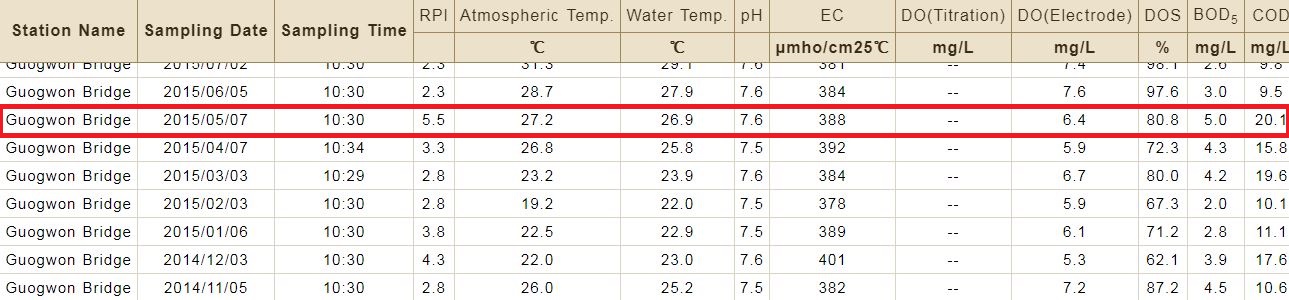 Station Name Sampling Date Sampling Time RPI Atmospheric Temp. Water Temp. pH EC DO(Titration) DO(Electrode) DOS BOD5 COD
℃ ℃ μmho/cm25℃ mg/L mg/L % mg/L mg/L
Guogwon Bridge 2015/07/02 10:30 2.3 31.3 29.1 7.6 381 -- 7.4 98.1 2.6 9.8
Guogwon Bridge 2015/06/05 10:30 2.3 28.7 27.9 7.6 384 -- 7.6 97.6 3.0 9.5
Guogwon Bridge 2015/05/07 10:30 5.5 27.2 26.9 7.6 388 -- 6.4 80.8 5.0 20.1
Guogwon Bridge 2015/04/07 10:34 3.3 26.8 25.8 7.5 392 -- 5.9 72.3 4.3 15.8
Guogwon Bridge 2015/03/03 10:29 2.8 23.2 23.9 7.6 384 -- 6.7 80.0 4.2 19.6
Guogwon Bridge 2015/02/03 10:30 2.8 19.2 22.0 7.5 378 -- 5.9 67.3 2.0 10.1
Guogwon Bridge 2015/01/06 10:30 3.8 22.5 22.9 7.5 389 -- 6.1 71.2 2.8 11.1
Guogwon Bridge 2014/12/03 10:30 4.3 22.0 23.0 7.6 401 -- 5.3 62.1 3.9 17.6
Guogwon Bridge 2014/11/05 10:30 2.8 26.0 25.2 7.5 382 -- 7.2 87.2 4.5 10.6